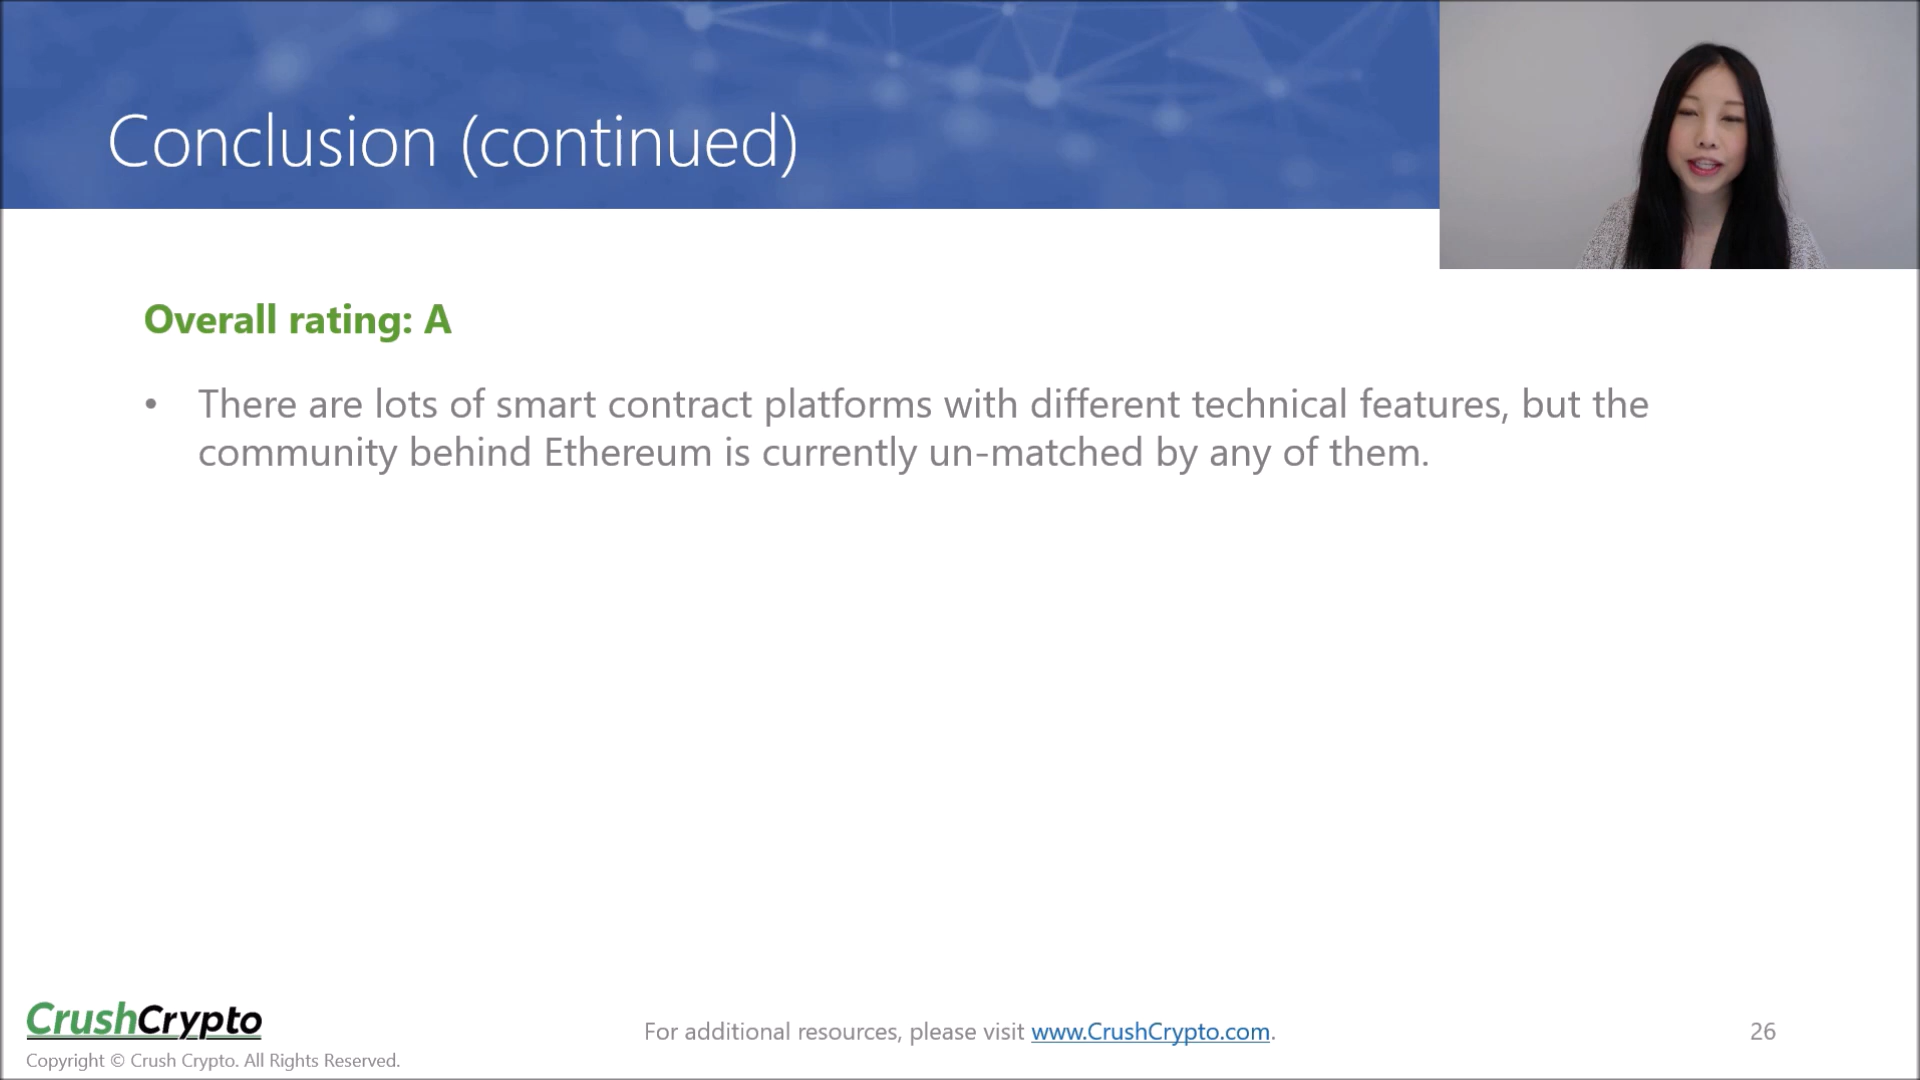 Conclusion (continued)
Overall rating: A
• There are lots of smart contract platforms with different technical features, but the
community behind Ethereum is currently un-matched by any of them.
CrushCrypto
Copyright © Crush Crypto. All Rights Reserved.
For additional resources, please visit www.CrushCrypto.com.
26